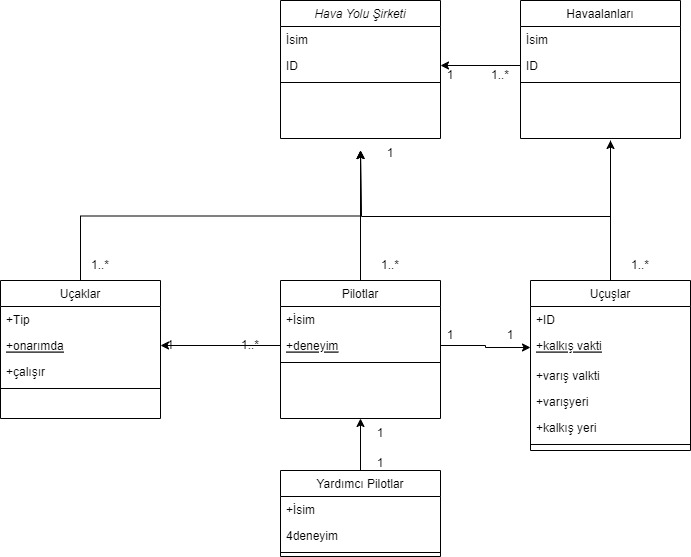 Hava Yolu Şirketi
İsim
ID
Havaalanları
İsim
ID
1
1..*
1
1..*
1..*
1..*
Uçaklar
+Tip
+onarımda
+çalışır
Pilotlar
+İsim
+deneyim
Uçuşlar
+ID
+kalkış vakti
+varış valkti
+varışyeri
+kalkış yeri
1
1..*
1
1
1
1
Yardımcı Pilotlar
+İsim
4deneyim